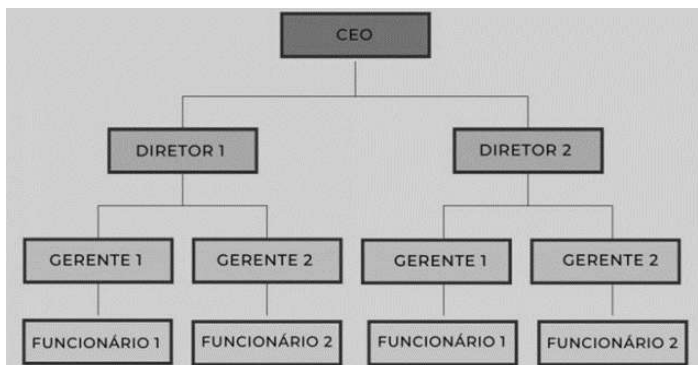 CEO
DIRETOR 1
DIRETOR 2
GERENTE 1
GERENTE 2
GERENTE 1
GERENTE 2
FUNCIONÁRIO 1
FUNCIONÁRIO 2
FUNCIONÁRIO 1
FUNCIONÁRIO 2